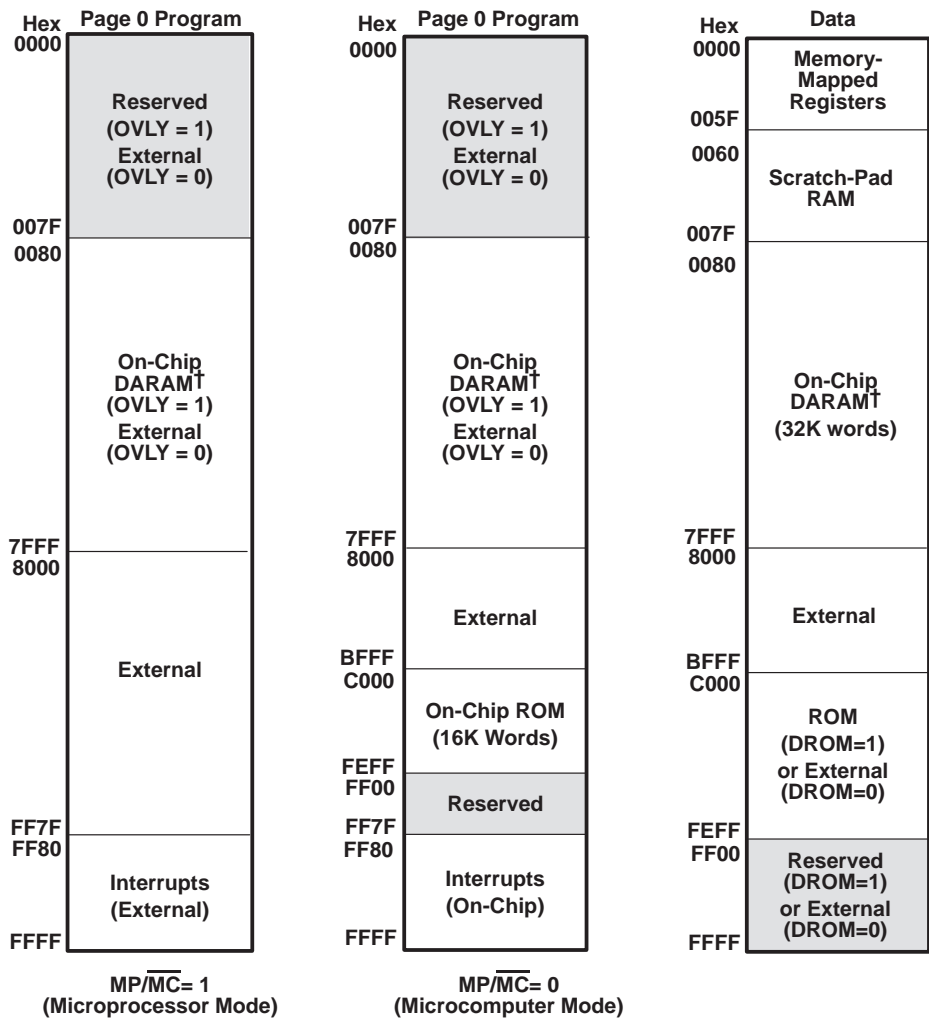 Hex
Page 0 Program
0000
Reserved
(OVLY = 1)
External
(OVLY = 0)
007F
0080
On-Chip
DARAM†
(OVLY = 1)
External
(OVLY = 0)
7FFF
8000
External
FF7F
FF80
Interrupts
(External)
FFFF
MP/M̅C̅= 1
(Microprocessor Mode)
Hex
Page 0 Program
0000
Reserved
(OVLY = 1)
External
(OVLY = 0)
007F
0080
On-Chip
DARAM†
(OVLY = 1)
External
(OVLY = 0)
7FFF
8000
External
BFFF
C000
On-Chip ROM
(16K Words)
FEFF
FF00
Reserved
FF7F
FF80
Interrupts
(On-Chip)
FFFF
MP/M̅C̅= 0
(Microcomputer Mode)
Hex
Data
0000
Memory-
Mapped
Registers
005F
0060
Scratch-Pad
RAM
007F
0080
On-Chip
DARAM†
(32K words)
7FFF
8000
External
BFFF
C000
ROM
(DROM=1)
or External
(DROM=0)
FEFF
FF00
Reserved
(DROM=1)
or External
(DROM=0)
FFFF